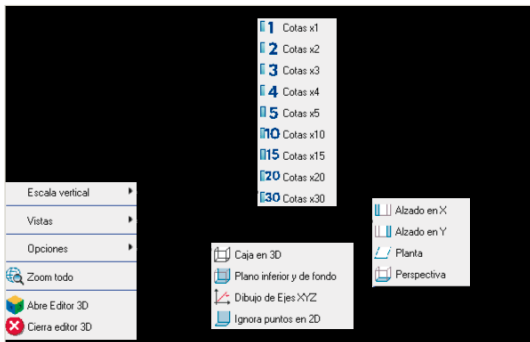 1 Cotas x1
2 Cotas x2
3 Cotas x3
4 Cotas x4
5 Cotas x5
10 Cotas x10
15 Cotas x15
20 Cotas x20
30 Cotas x30
Escala vertical
Vistas
Opciones
Zoom todo
Abre Editor 3D
Cierra editor 3D
Caja en 3D
Plano inferior y de fondo
Dibujo de Ejes XYZ
Ignora puntos en 2D
Alzado en X
Alzado en Y
Planta
Perspectiva